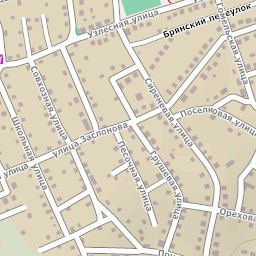 Узлесная улица
Брянский переулок
Гомельская улица
Совхозная улица
Сиреневая улица
Поселковая улица
Школьная улица
улица Заслонова
Песочная улица
Грушевая улица
улица
Орехова